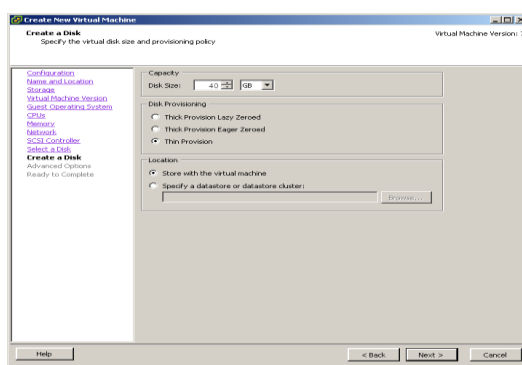 Create New Virtual Machine
Create a Disk
Specify the virtual disk size and provisioning policy
Virtual Machine Version:
Configuration
Name and Location
Storage
Virtual Machine Version
Guest Operating System
CPUs
Memory
Network
SCSI Controller
Select a Disk
Create a Disk
Advanced Options
Ready to Complete
Capacity
Disk Size: 40 GB
Disk Provisioning
Thick Provision Lazy Zeroed
Thick Provision Eager Zeroed
Thin Provision
Location
Store with the virtual machine
Specify a datastore or datastore cluster:
Browse...
Help
< Back
Next >
Cancel